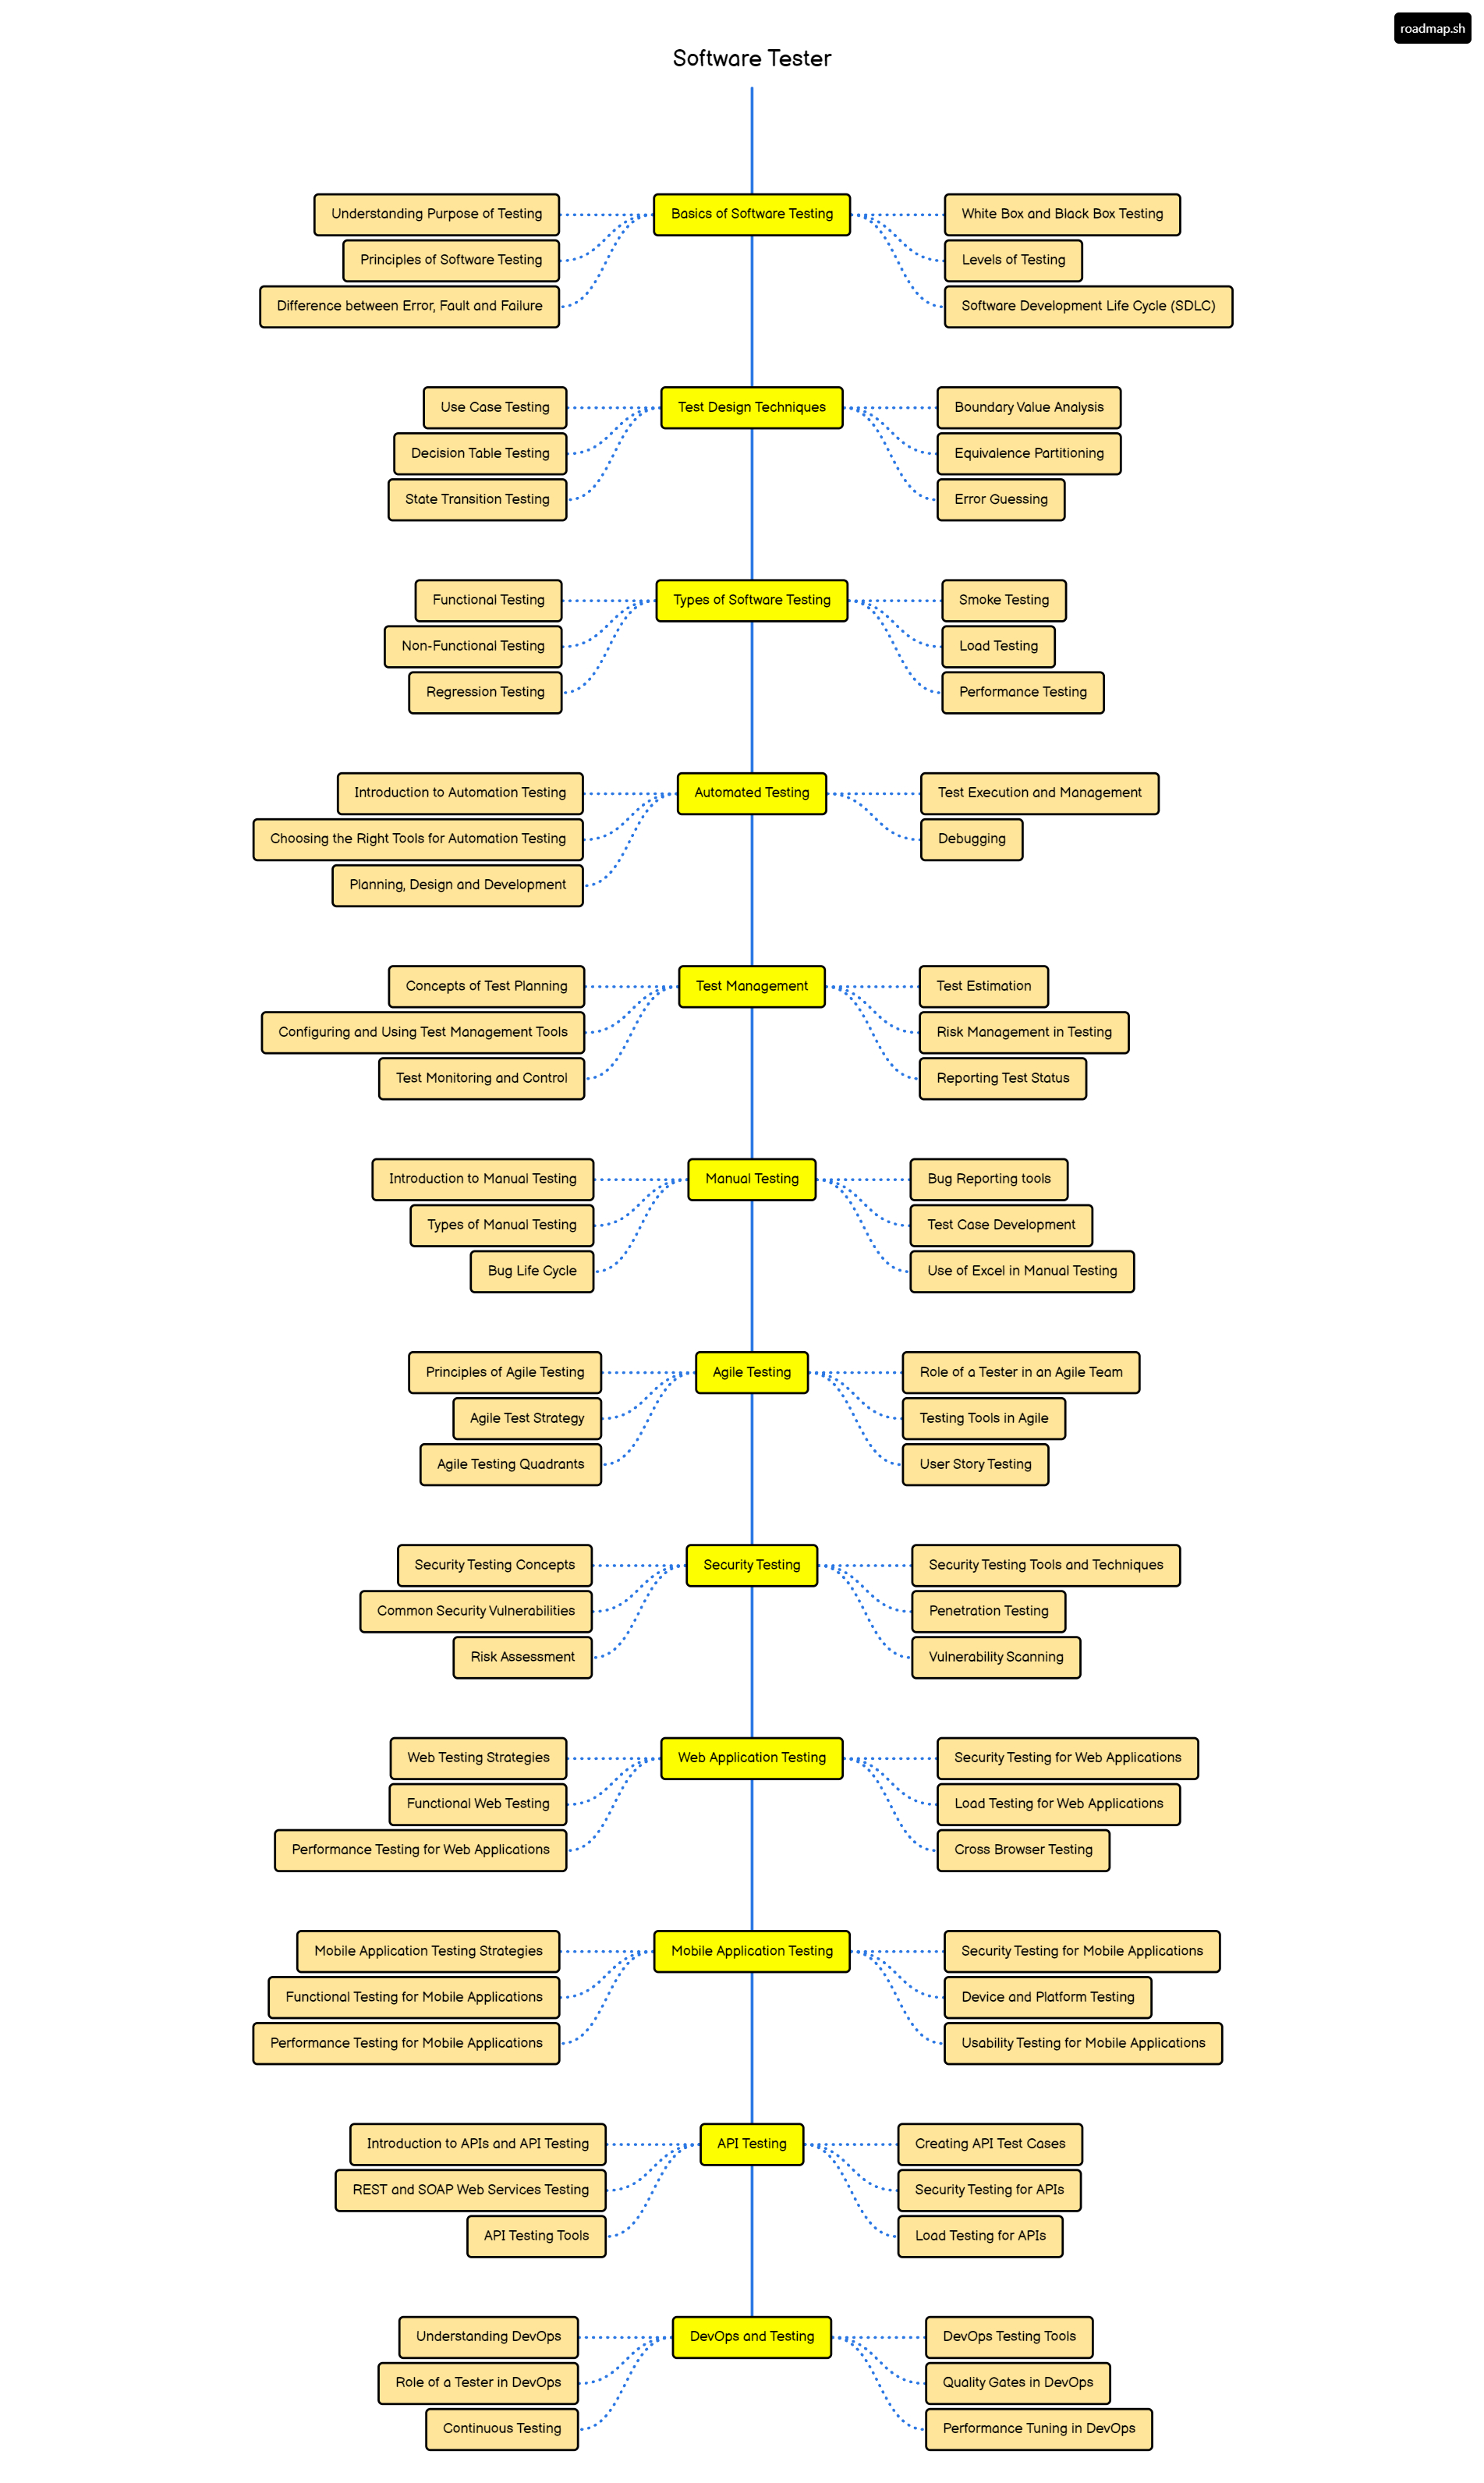 roadmap.sh
Software Tester
Understanding Purpose of Testing
Principles of Software Testing
Difference between Error, Fault and Failure
Basics of Software Testing
White Box and Black Box Testing
Levels of Testing
Software Development Life Cycle (SDLC)
Use Case Testing
Decision Table Testing
State Transition Testing
Test Design Techniques
Boundary Value Analysis
Equivalence Partitioning
Error Guessing
Functional Testing
Non-Functional Testing
Regression Testing
Types of Software Testing
Smoke Testing
Load Testing
Performance Testing
Introduction to Automation Testing
Choosing the Right Tools for Automation Testing
Planning, Design and Development
Automated Testing
Test Execution and Management
Debugging
Concepts of Test Planning
Configuring and Using Test Management Tools
Test Monitoring and Control
Test Management
Test Estimation
Risk Management in Testing
Reporting Test Status
Introduction to Manual Testing
Types of Manual Testing
Bug Life Cycle
Manual Testing
Bug Reporting tools
Test Case Development
Use of Excel in Manual Testing
Principles of Agile Testing
Agile Test Strategy
Agile Testing Quadrants
Agile Testing
Role of a Tester in an Agile Team
Testing Tools in Agile
User Story Testing
Security Testing Concepts
Common Security Vulnerabilities
Risk Assessment
Security Testing
Security Testing Tools and Techniques
Penetration Testing
Vulnerability Scanning
Web Testing Strategies
Functional Web Testing
Performance Testing for Web Applications
Web Application Testing
Security Testing for Web Applications
Load Testing for Web Applications
Cross Browser Testing
Mobile Application Testing Strategies
Functional Testing for Mobile Applications
Performance Testing for Mobile Applications
Mobile Application Testing
Security Testing for Mobile Applications
Device and Platform Testing
Usability Testing for Mobile Applications
Introduction to APIs and API Testing
REST and SOAP Web Services Testing
API Testing Tools
API Testing
Creating API Test Cases
Security Testing for APIs
Load Testing for APIs
Understanding DevOps
Role of a Tester in DevOps
Continuous Testing
DevOps and Testing
DevOps Testing Tools
Quality Gates in DevOps
Performance Tuning in DevOps